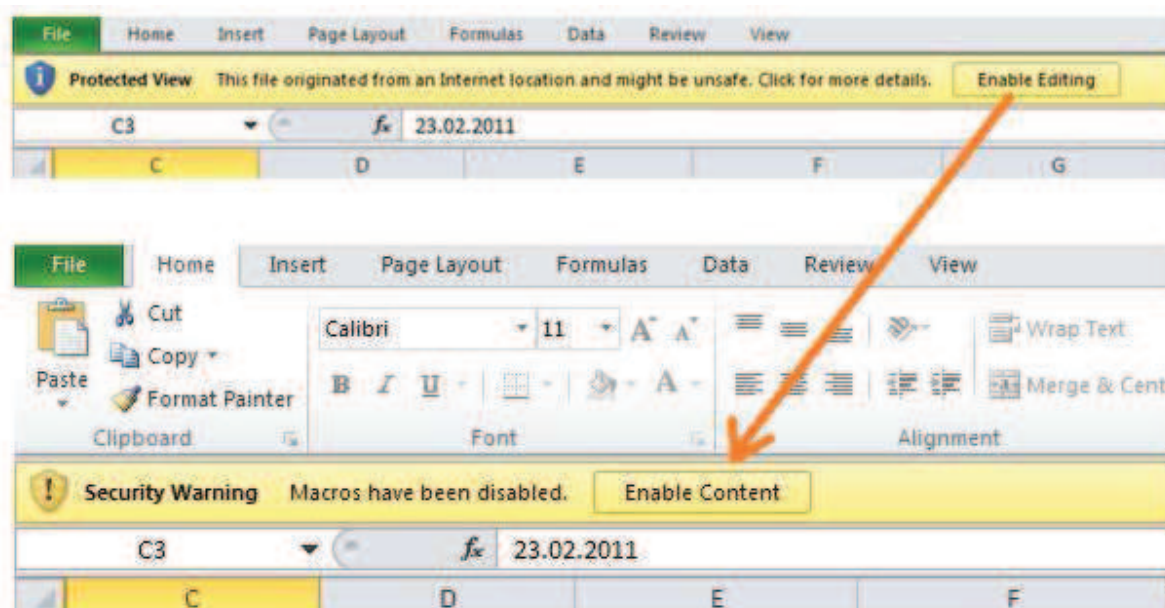 File Home Insert Page Layout Formulas Data Review View
Protected View This file originated from an Internet location and might be unsafe. Click for more details. Enable Editing
C3 fx 23.02.2011
C D E F G
File Home Insert Page Layout Formulas Data Review View
Cut
Calibri 11 A A Wrap Text
Copy
Paste
B I U A Merge & Cent
Format Painter
Clipboard Font Alignment
Security Warning Macros have been disabled. Enable Content
C3 fx 23.02.2011
C D E F